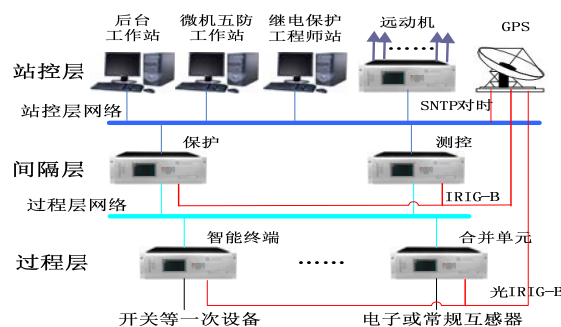 后台
工作站
微机五防
工作站
继电保护
工程师站
远动机
GPS
站控层
站控层网络
SNTP对时
保护
测控
间隔层
过程层网络
IRIG-B
智能终端
合并单元
过程层
光IRIG-B
开关等一次设备
电子或常规互感器